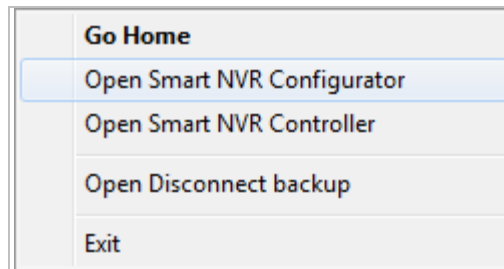 Go Home
Open Smart NVR Configurator
Open Smart NVR Controller
Open Disconnect backup
Exit